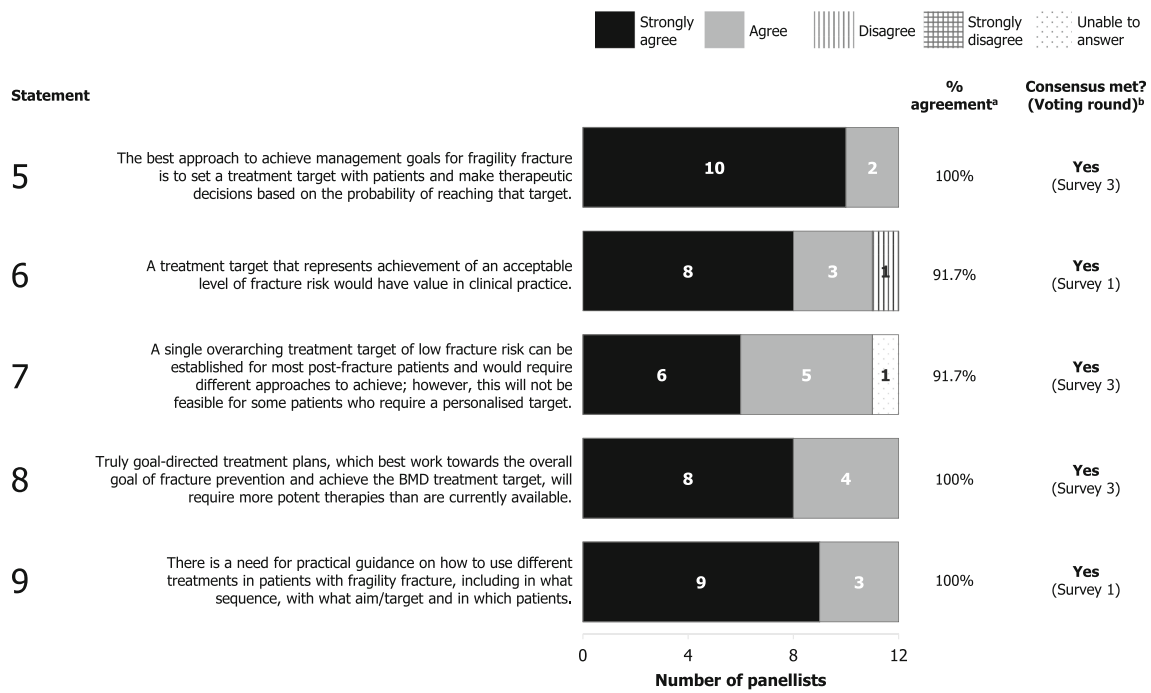 Strongly agree
Agree
Disagree
Strongly disagree
Unable to answer
Statement
% agreementᵃ
Consensus met? (Voting round)ᵇ
5
The best approach to achieve management goals for fragility fracture
is to set a treatment target with patients and make therapeutic
decisions based on the probability of reaching that target.
10
2
100%
Yes
(Survey 3)
6
A treatment target that represents achievement of an acceptable
level of fracture risk would have value in clinical practice.
8
3
1
91.7%
Yes
(Survey 1)
7
A single overarching treatment target of low fracture risk can be
established for most post-fracture patients and would require
different approaches to achieve; however, this will not be
feasible for some patients who require a personalised target.
6
5
1
91.7%
Yes
(Survey 3)
8
Truly goal-directed treatment plans, which best work towards the overall
goal of fracture prevention and achieve the BMD treatment target, will
require more potent therapies than are currently available.
8
4
100%
Yes
(Survey 3)
9
There is a need for practical guidance on how to use different
treatments in patients with fragility fracture, including in what
sequence, with what aim/target and in which patients.
9
3
100%
Yes
(Survey 1)
0
4
8
12
Number of panellists